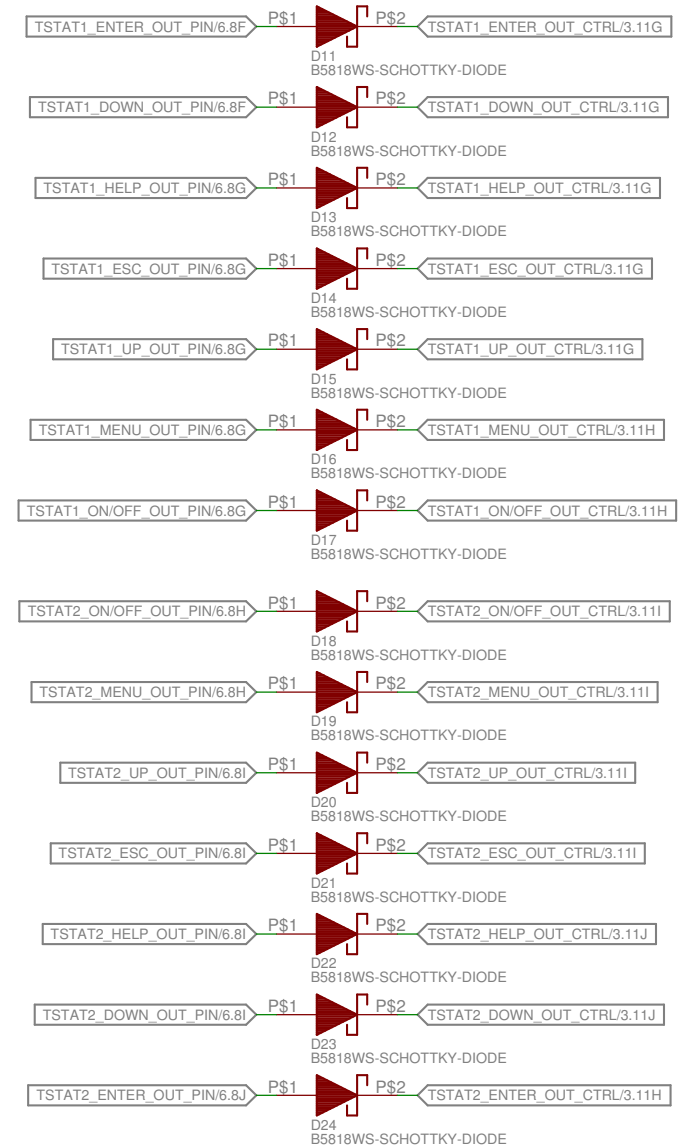 TSTAT1_ENTER_OUT_PIN/6.8F P$1 P$2 TSTAT1_ENTER_OUT_CTRL/3.11G
D11
B5818WS-SCHOTTKY-DIODE
TSTAT1_DOWN_OUT_PIN/6.8F P$1 P$2 TSTAT1_DOWN_OUT_CTRL/3.11G
D12
B5818WS-SCHOTTKY-DIODE
TSTAT1_HELP_OUT_PIN/6.8G P$1 P$2 TSTAT1_HELP_OUT_CTRL/3.11G
D13
B5818WS-SCHOTTKY-DIODE
TSTAT1_ESC_OUT_PIN/6.8G P$1 P$2 TSTAT1_ESC_OUT_CTRL/3.11G
D14
B5818WS-SCHOTTKY-DIODE
TSTAT1_UP_OUT_PIN/6.8G P$1 P$2 TSTAT1_UP_OUT_CTRL/3.11G
D15
B5818WS-SCHOTTKY-DIODE
TSTAT1_MENU_OUT_PIN/6.8G P$1 P$2 TSTAT1_MENU_OUT_CTRL/3.11H
D16
B5818WS-SCHOTTKY-DIODE
TSTAT1_ON/OFF_OUT_PIN/6.8G P$1 P$2 TSTAT1_ON/OFF_OUT_CTRL/3.11H
D17
B5818WS-SCHOTTKY-DIODE
TSTAT2_ON/OFF_OUT_PIN/6.8H P$1 P$2 TSTAT2_ON/OFF_OUT_CTRL/3.11I
D18
B5818WS-SCHOTTKY-DIODE
TSTAT2_MENU_OUT_PIN/6.8H P$1 P$2 TSTAT2_MENU_OUT_CTRL/3.11I
D19
B5818WS-SCHOTTKY-DIODE
TSTAT2_UP_OUT_PIN/6.8I P$1 P$2 TSTAT2_UP_OUT_CTRL/3.11I
D20
B5818WS-SCHOTTKY-DIODE
TSTAT2_ESC_OUT_PIN/6.8I P$1 P$2 TSTAT2_ESC_OUT_CTRL/3.11I
D21
B5818WS-SCHOTTKY-DIODE
TSTAT2_HELP_OUT_PIN/6.8I P$1 P$2 TSTAT2_HELP_OUT_CTRL/3.11J
D22
B5818WS-SCHOTTKY-DIODE
TSTAT2_DOWN_OUT_PIN/6.8I P$1 P$2 TSTAT2_DOWN_OUT_CTRL/3.11J
D23
B5818WS-SCHOTTKY-DIODE
TSTAT2_ENTER_OUT_PIN/6.8J P$1 P$2 TSTAT2_ENTER_OUT_CTRL/3.11H
D24
B5818WS-SCHOTTKY-DIODE